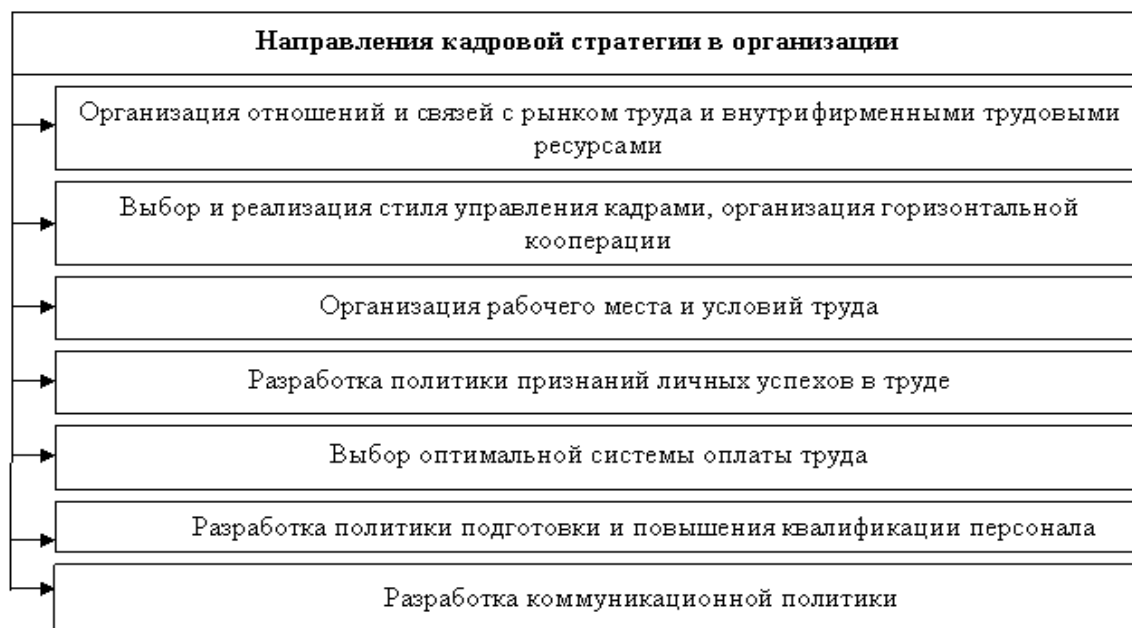 Направления кадровой стратегии в организации
Организация отношений и связей с рынком труда и внутрифирменными трудовыми
ресурсами
Выбор и реализация стиля управления кадрами, организация горизонтальной
кооперации
Организация рабочего места и условий труда
Разработка политики признаний личных успехов в труде
Выбор оптимальной системы оплаты труда
Разработка политики подготовки и повышения квалификации персонала
Разработка коммуникационной политики